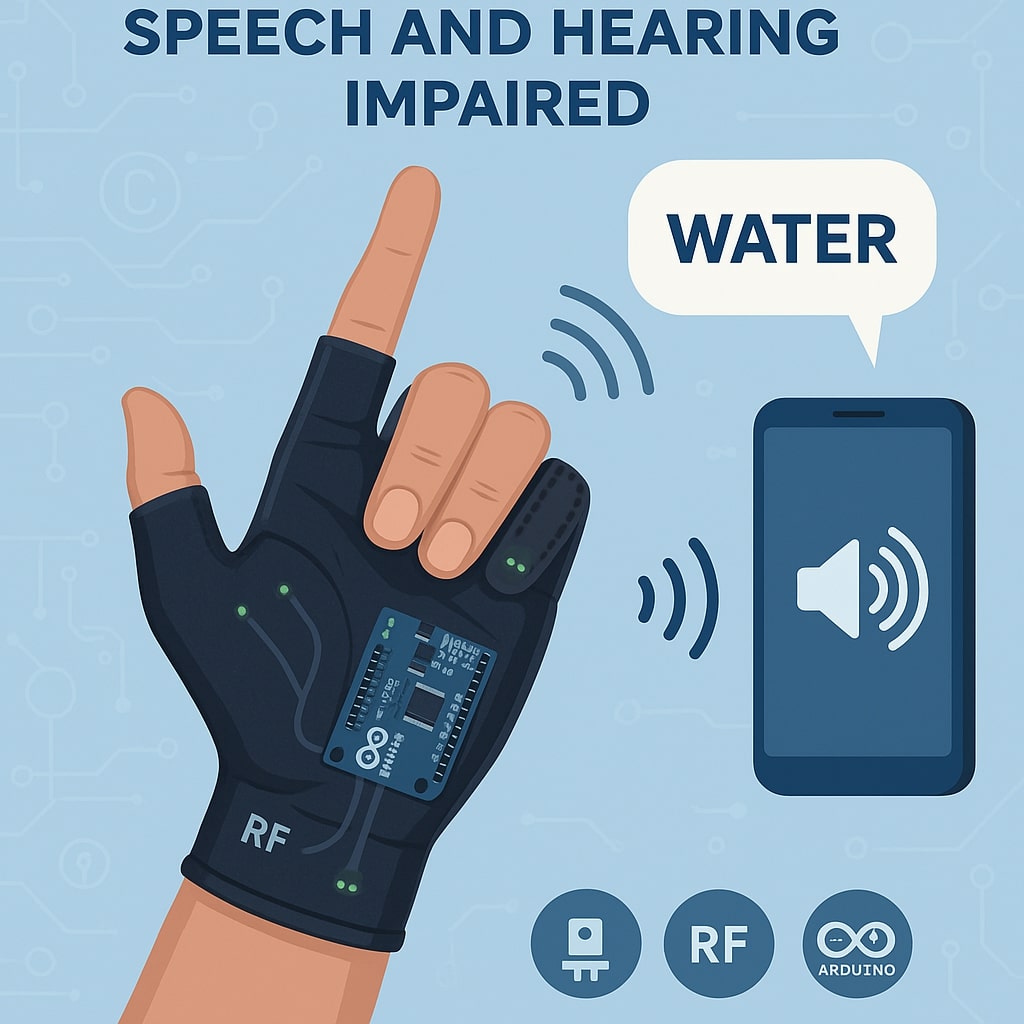 SPEECH AND HEARING
IMPAIRED
WATER
RF
RF
ARDUINO